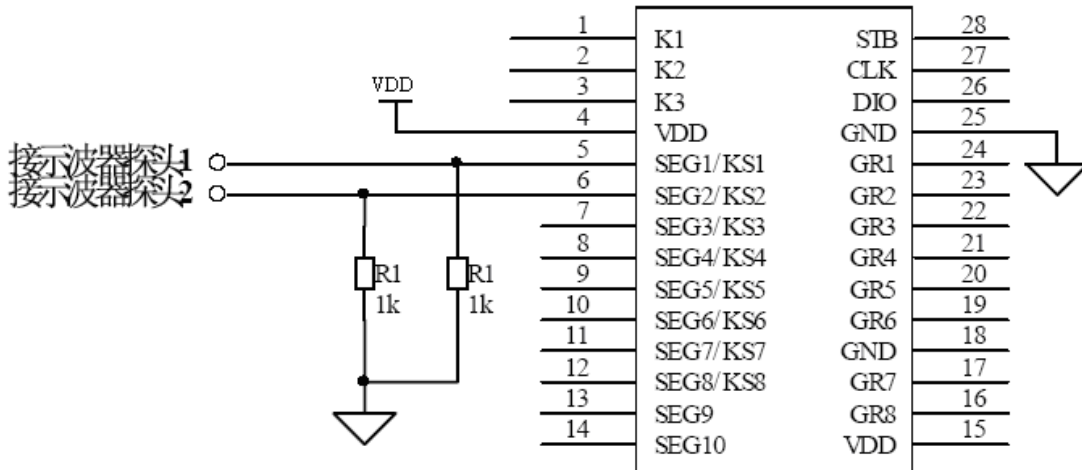 VDD
接示波器探头1
接示波器探头2
R1
1k
R1
1k
1 K1
2 K2
3 K3
4 VDD
5 SEG1/KS1
6 SEG2/KS2
7 SEG3/KS3
8 SEG4/KS4
9 SEG5/KS5
10 SEG6/KS6
11 SEG7/KS7
12 SEG8/KS8
13 SEG9
14 SEG10
STB 28
CLK 27
DIO 26
GND 25
GR1 24
GR2 23
GR3 22
GR4 21
GR5 20
GR6 19
GND 18
GR7 17
GR8 16
VDD 15